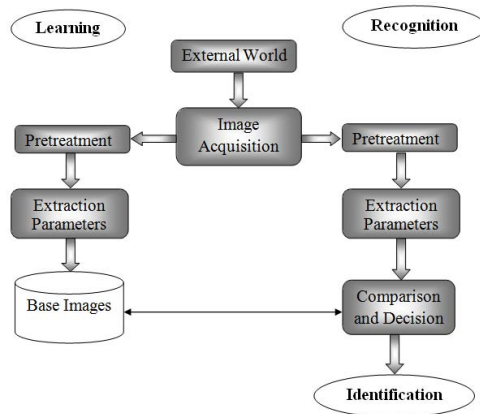 Learning
Recognition
External World
Image
Acquisition
Pretreatment
Pretreatment
Extraction
Parameters
Extraction
Parameters
Base Images
Comparison
and Decision
Identification